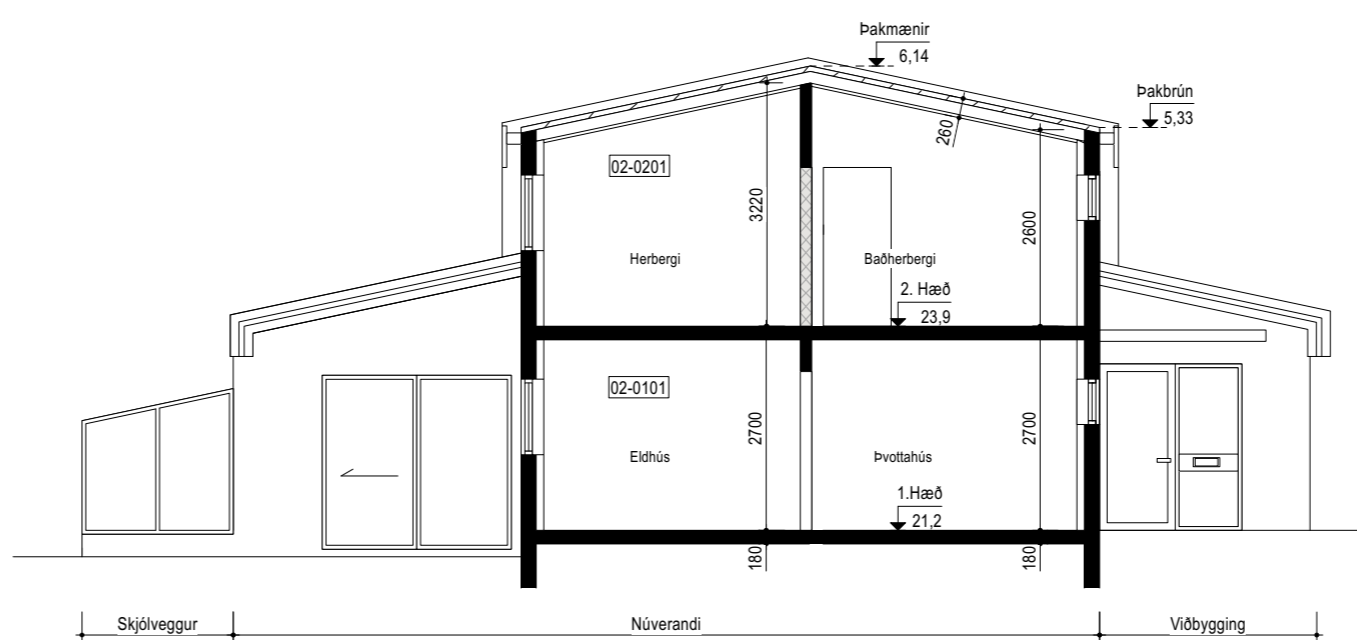 Þakmænir
6,14
Þakbrún
5,33
260
02-0201
3220
2600
Herbergi
Baðherbergi
2. Hæð
23,9
02-0101
2700
2700
Eldhús
Þvottahús
1.Hæð
21,2
180
180
Skjólveggur
Núverandi
Viðbygging